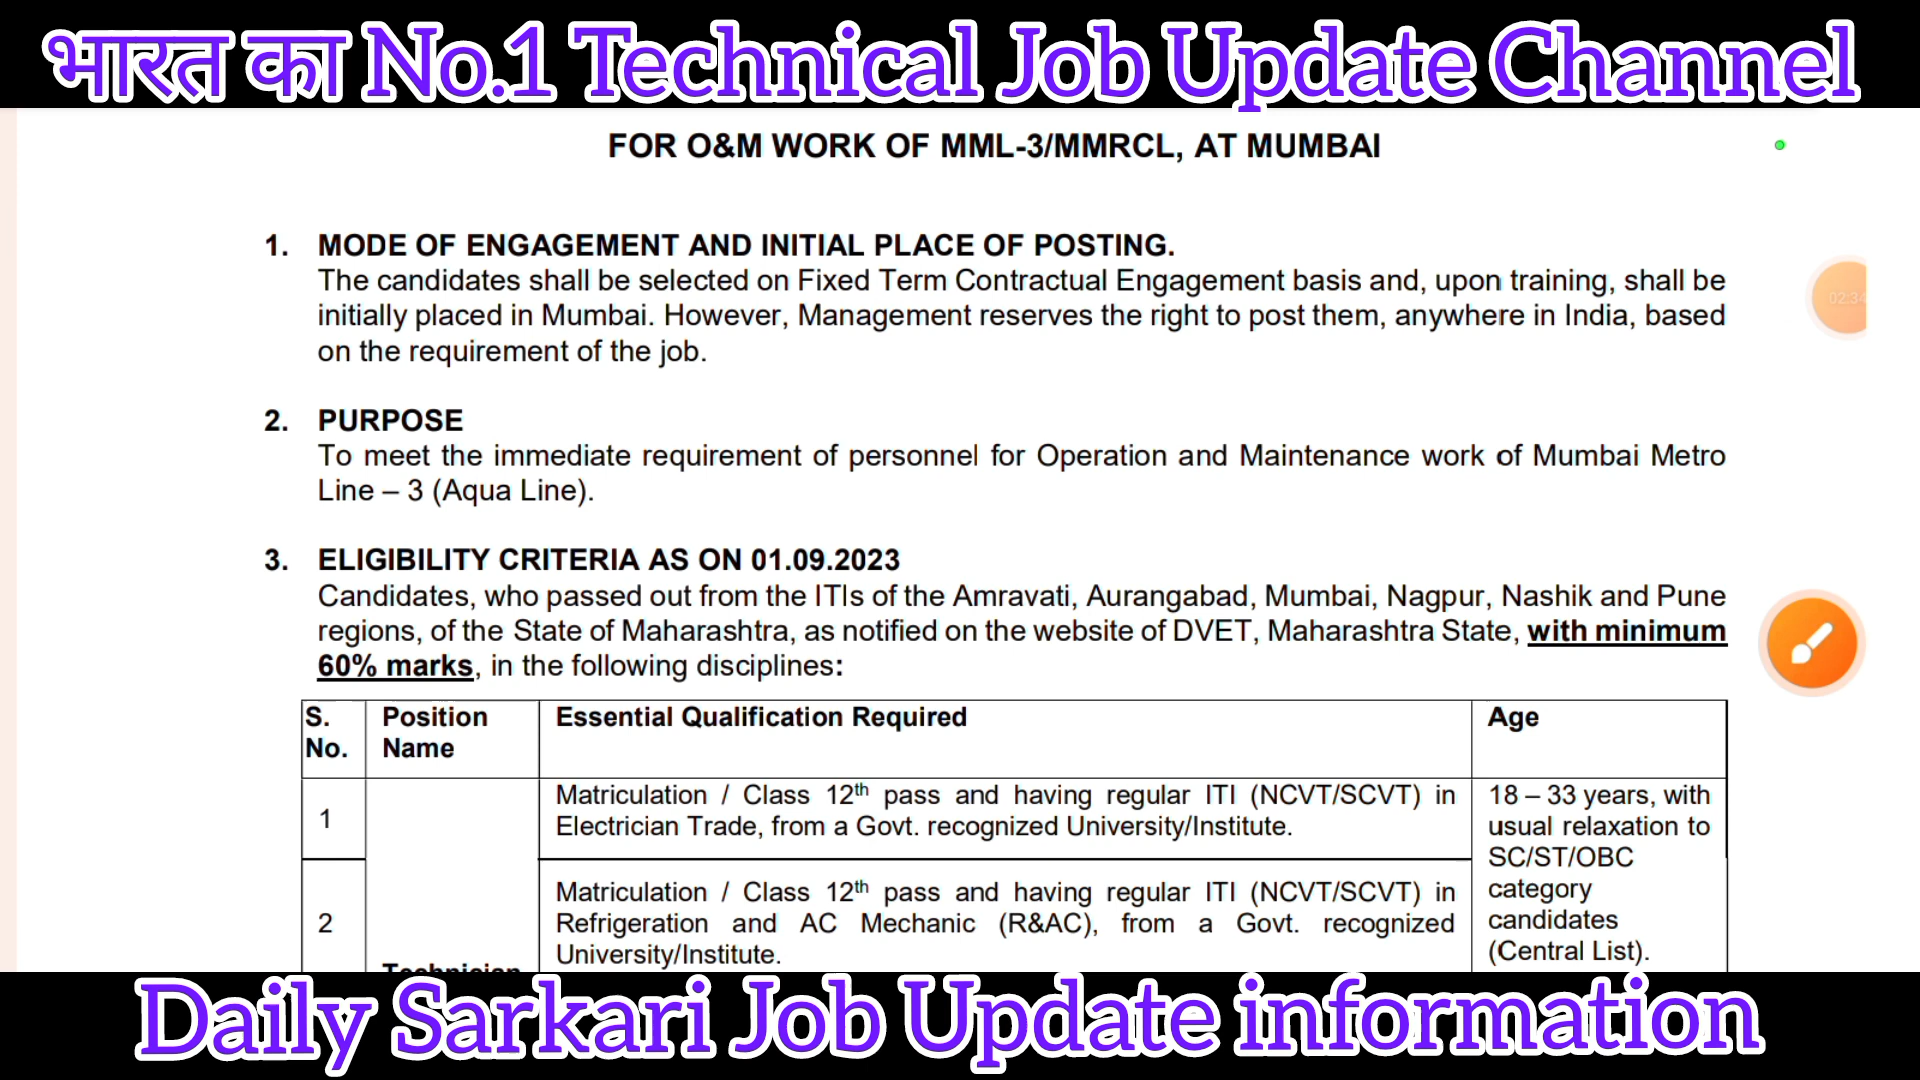 भारत का No.1 Technical Job Update Channel
FOR O&M WORK OF MML-3/MMRCL, AT MUMBAI
1. MODE OF ENGAGEMENT AND INITIAL PLACE OF POSTING.
The candidates shall be selected on Fixed Term Contractual Engagement basis and, upon training, shall be
initially placed in Mumbai. However, Management reserves the right to post them, anywhere in India, based
on the requirement of the job.
02:34
2. PURPOSE
To meet the immediate requirement of personnel for Operation and Maintenance work of Mumbai Metro
Line – 3 (Aqua Line).
3. ELIGIBILITY CRITERIA AS ON 01.09.2023
Candidates, who passed out from the ITIs of the Amravati, Aurangabad, Mumbai, Nagpur, Nashik and Pune
regions, of the State of Maharashtra, as notified on the website of DVET, Maharashtra State, with minimum
60% marks, in the following disciplines:
S. No.
Position Name
Essential Qualification Required
Age
1
Matriculation / Class 12th pass and having regular ITI (NCVT/SCVT) in
Electrician Trade, from a Govt. recognized University/Institute.
18 – 33 years, with
usual relaxation to
SC/ST/OBC
category
candidates
(Central List).
2
Matriculation / Class 12th pass and having regular ITI (NCVT/SCVT) in
Refrigeration and AC Mechanic (R&AC), from a Govt. recognized
University/Institute.
Technician
Daily Sarkari Job Update information